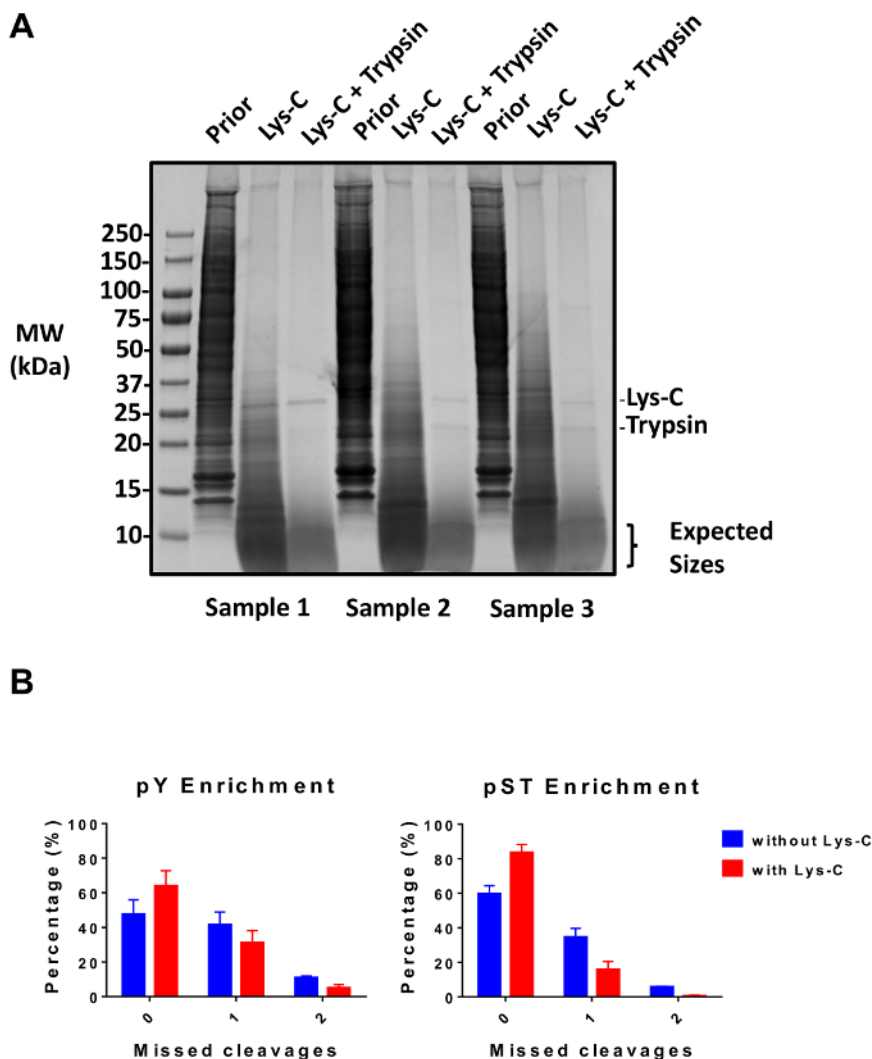 A
Prior
Lys-C
Lys-C + Trypsin
Prior
Lys-C
Lys-C + Trypsin
Prior
Lys-C
Lys-C + Trypsin
MW
(kDa)
250-
150-
100-
75-
50-
37-
25-
20-
15-
10-
-Lys-C
-Trypsin
Expected
Sizes
Sample 1 Sample 2 Sample 3
B
pY Enrichment
Percentage (%)
100
80
60
40
20
0
0 1 2
Missed cleavages
pST Enrichment
Percentage (%)
100
80
60
40
20
0
0 1 2
Missed cleavages
without Lys-C
with Lys-C